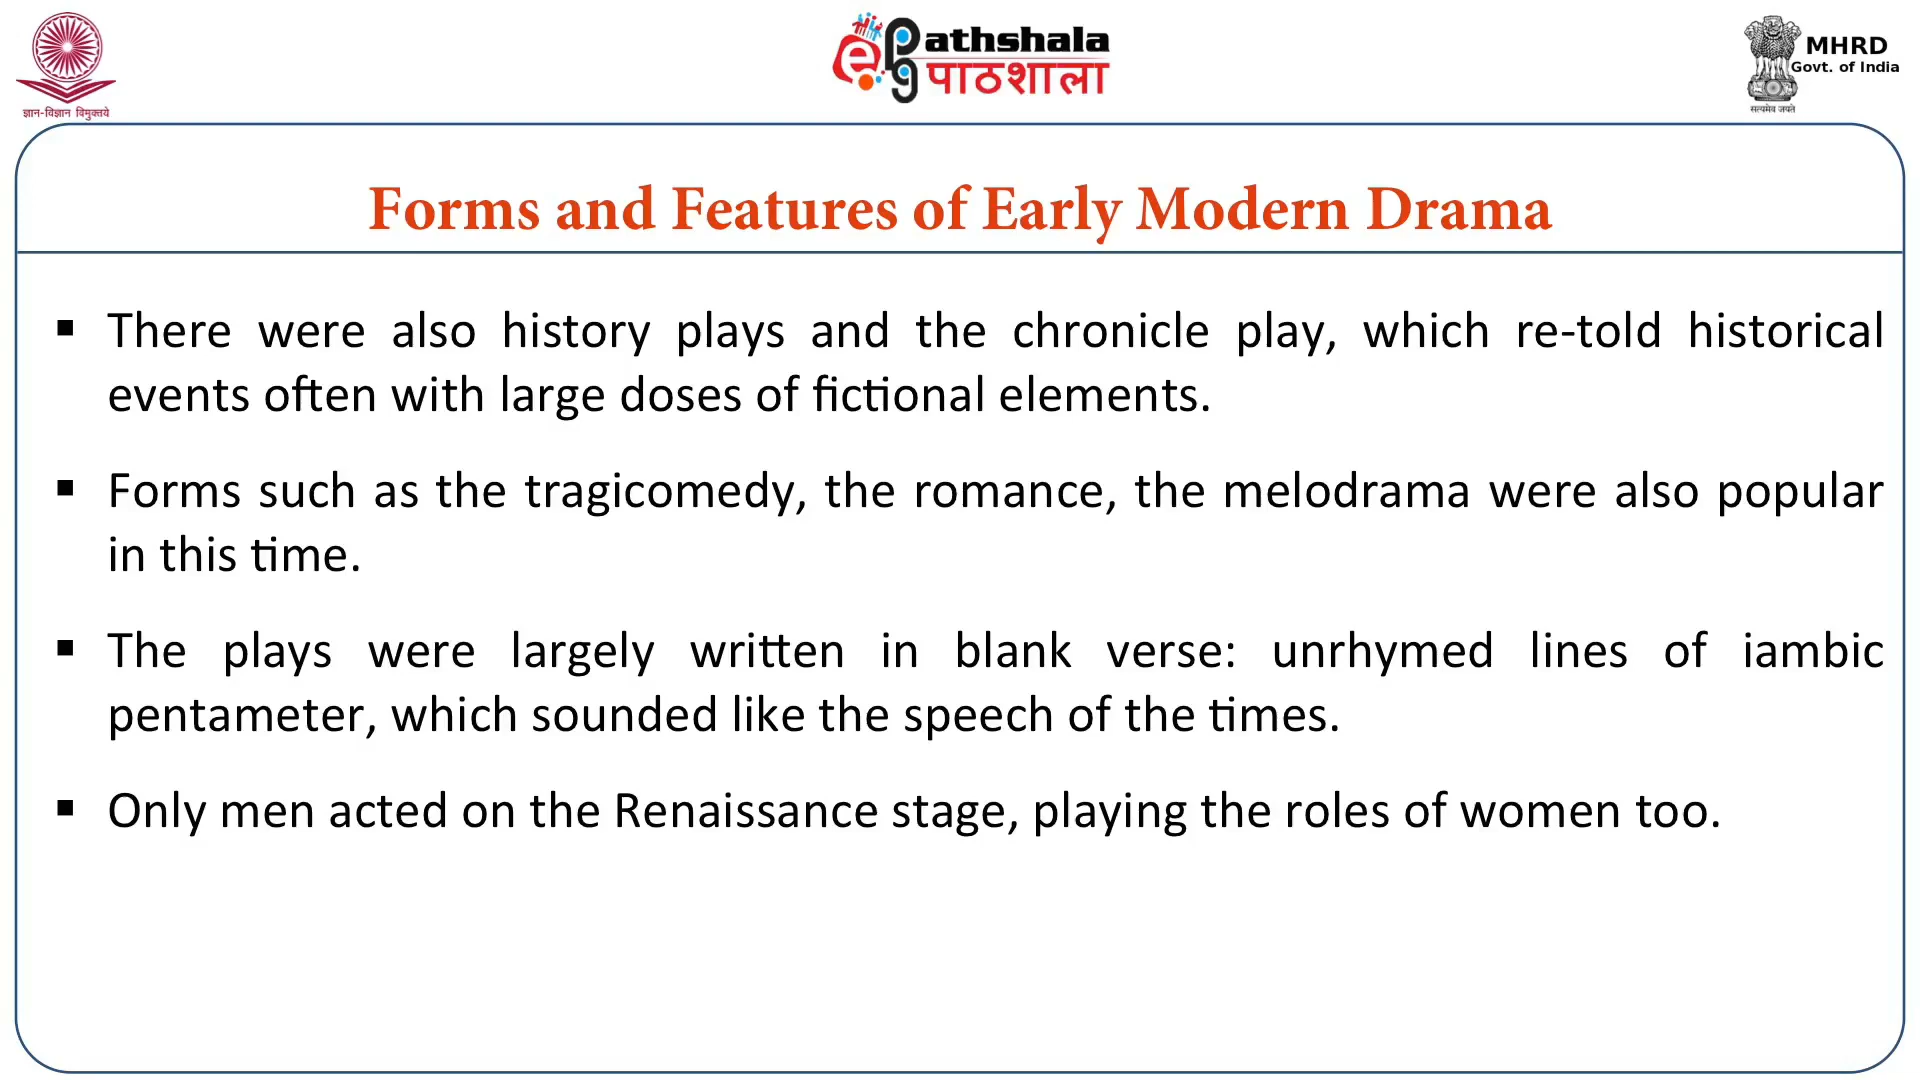 ज्ञान-विज्ञान विमुक्तये
ePG Pathshala
पाठशाला
MHRD
Govt. of India
सत्यमेव जयते
Forms and Features of Early Modern Drama
▪ There were also history plays and the chronicle play, which re-told historical
events often with large doses of fictional elements.
▪ Forms such as the tragicomedy, the romance, the melodrama were also popular
in this time.
▪ The plays were largely written in blank verse: unrhymed lines of iambic
pentameter, which sounded like the speech of the times.
▪ Only men acted on the Renaissance stage, playing the roles of women too.